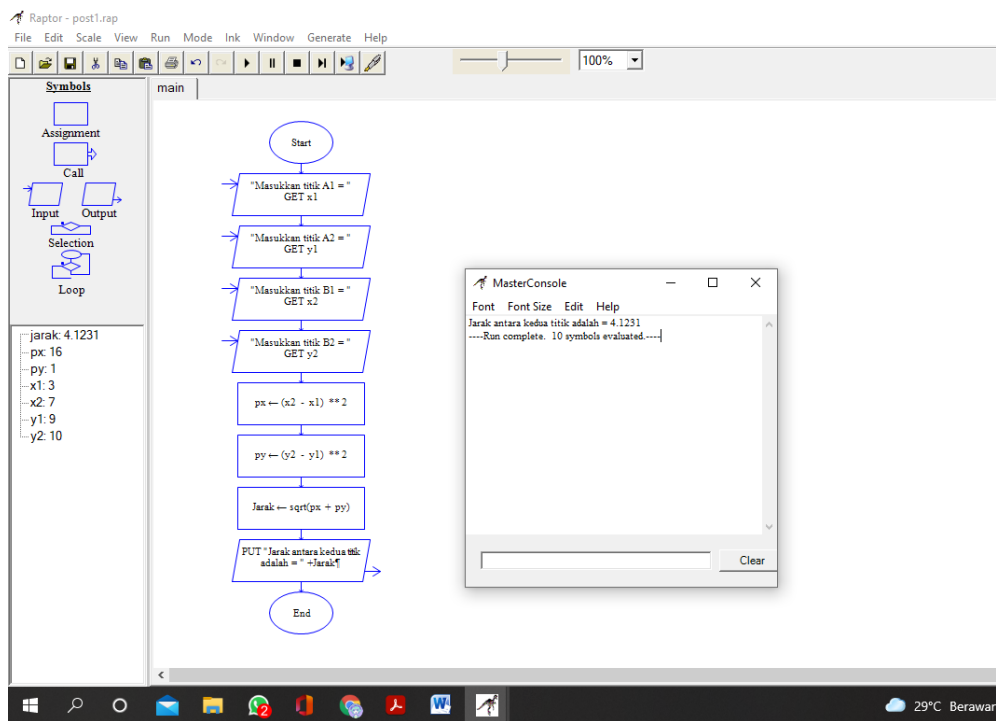 Raptor - post1.rap
File Edit Scale View Run Mode Ink Window Generate Help
100%
Symbols
Assignment
Call
Input Output
Selection
Loop
main
Start
"Masukkan titik A1 = "
GET x1
"Masukkan titik A2 = "
GET y1
"Masukkan titik B1 = "
GET x2
"Masukkan titik B2 = "
GET y2
px ← (x2 - x1) ** 2
py ← (y2 - y1) ** 2
Jarak ← sqrt(px + py)
PUT "Jarak antara kedua titik
adalah = " +Jarak¶
End
jarak: 4.1231
px: 16
py: 1
x1: 3
x2: 7
y1: 9
y2: 10
MasterConsole
Font Font Size Edit Help
Jarak antara kedua titik adalah = 4.1231
----Run complete. 10 symbols evaluated.----
Clear
2
W
29°C Berawan